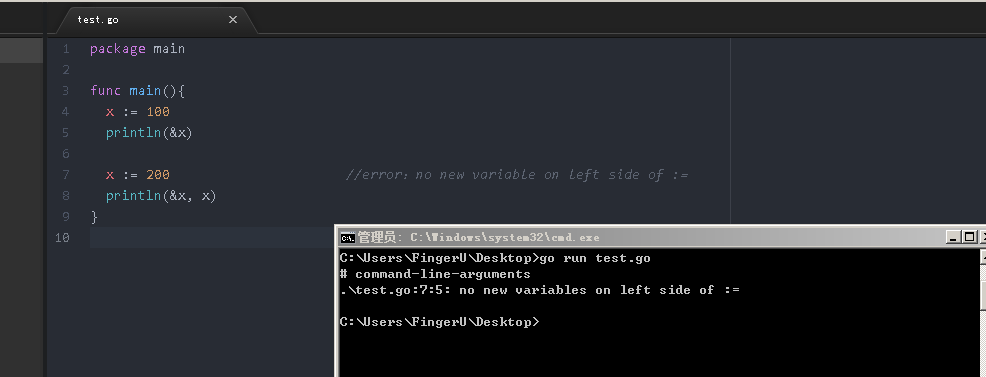 test.go
1 package main
2
3 func main(){
4 x := 100
5 println(&x)
6
7 x := 200 //error: no new variable on left side of :=
8 println(&x, x)
9 }
10
管理员: C:\Windows\system32\cmd.exe
C:\Users\FingerU\Desktop>go run test.go
# command-line-arguments
.\test.go:7:5: no new variables on left side of :=
C:\Users\FingerU\Desktop>